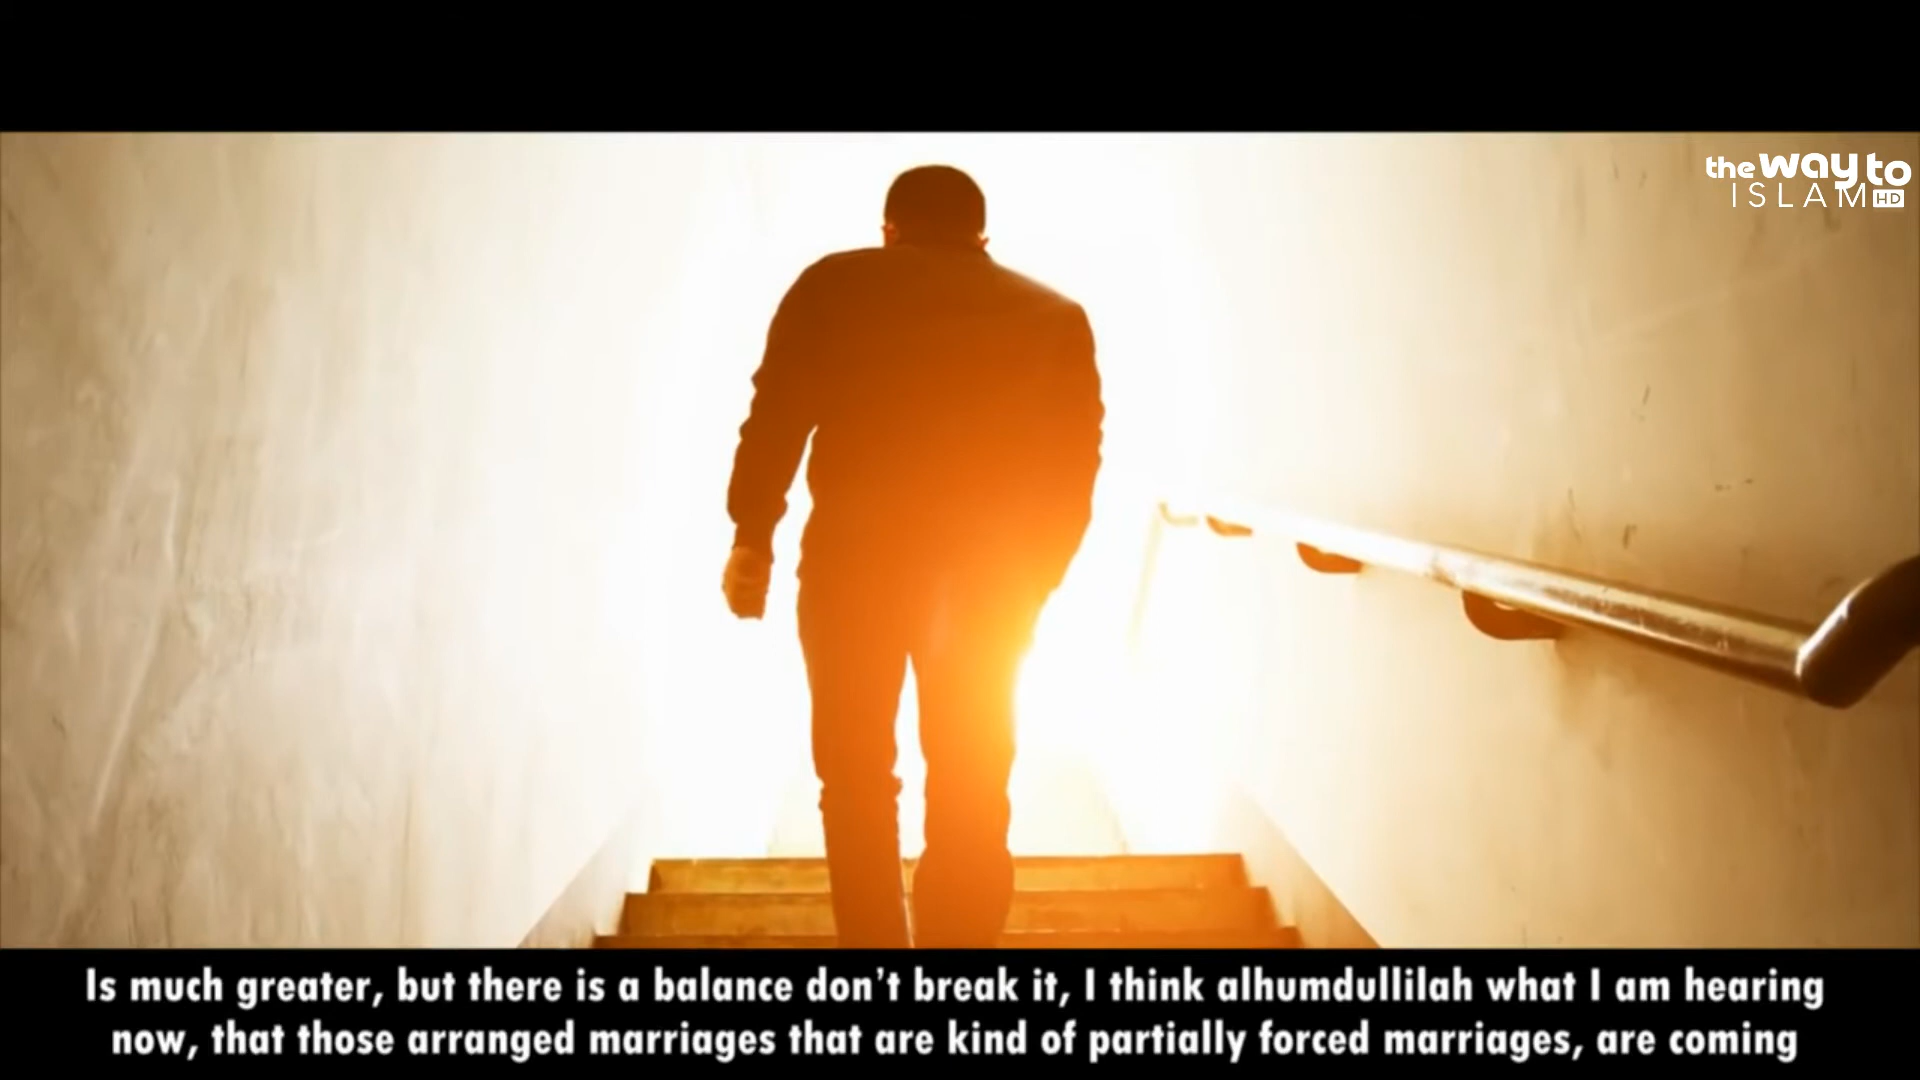 the way to
ISLAM HD
Is much greater, but there is a balance don't break it, I think alhumdullilah what I am hearing
now, that those arranged marriages that are kind of partially forced marriages, are coming